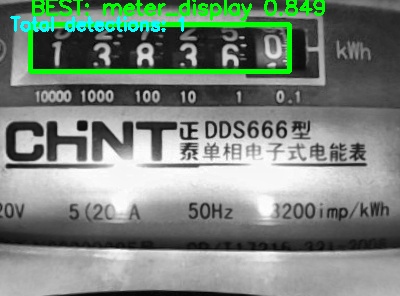 BEST: meter_display 0.849
Total detections: 1
1 3 8 3 6 0 kWh
10000 1000 100 10 1 0.1
CHNT 正泰 DDS666型
单相电子式电能表
20V 5(20)A 50Hz 3200imp/kWh